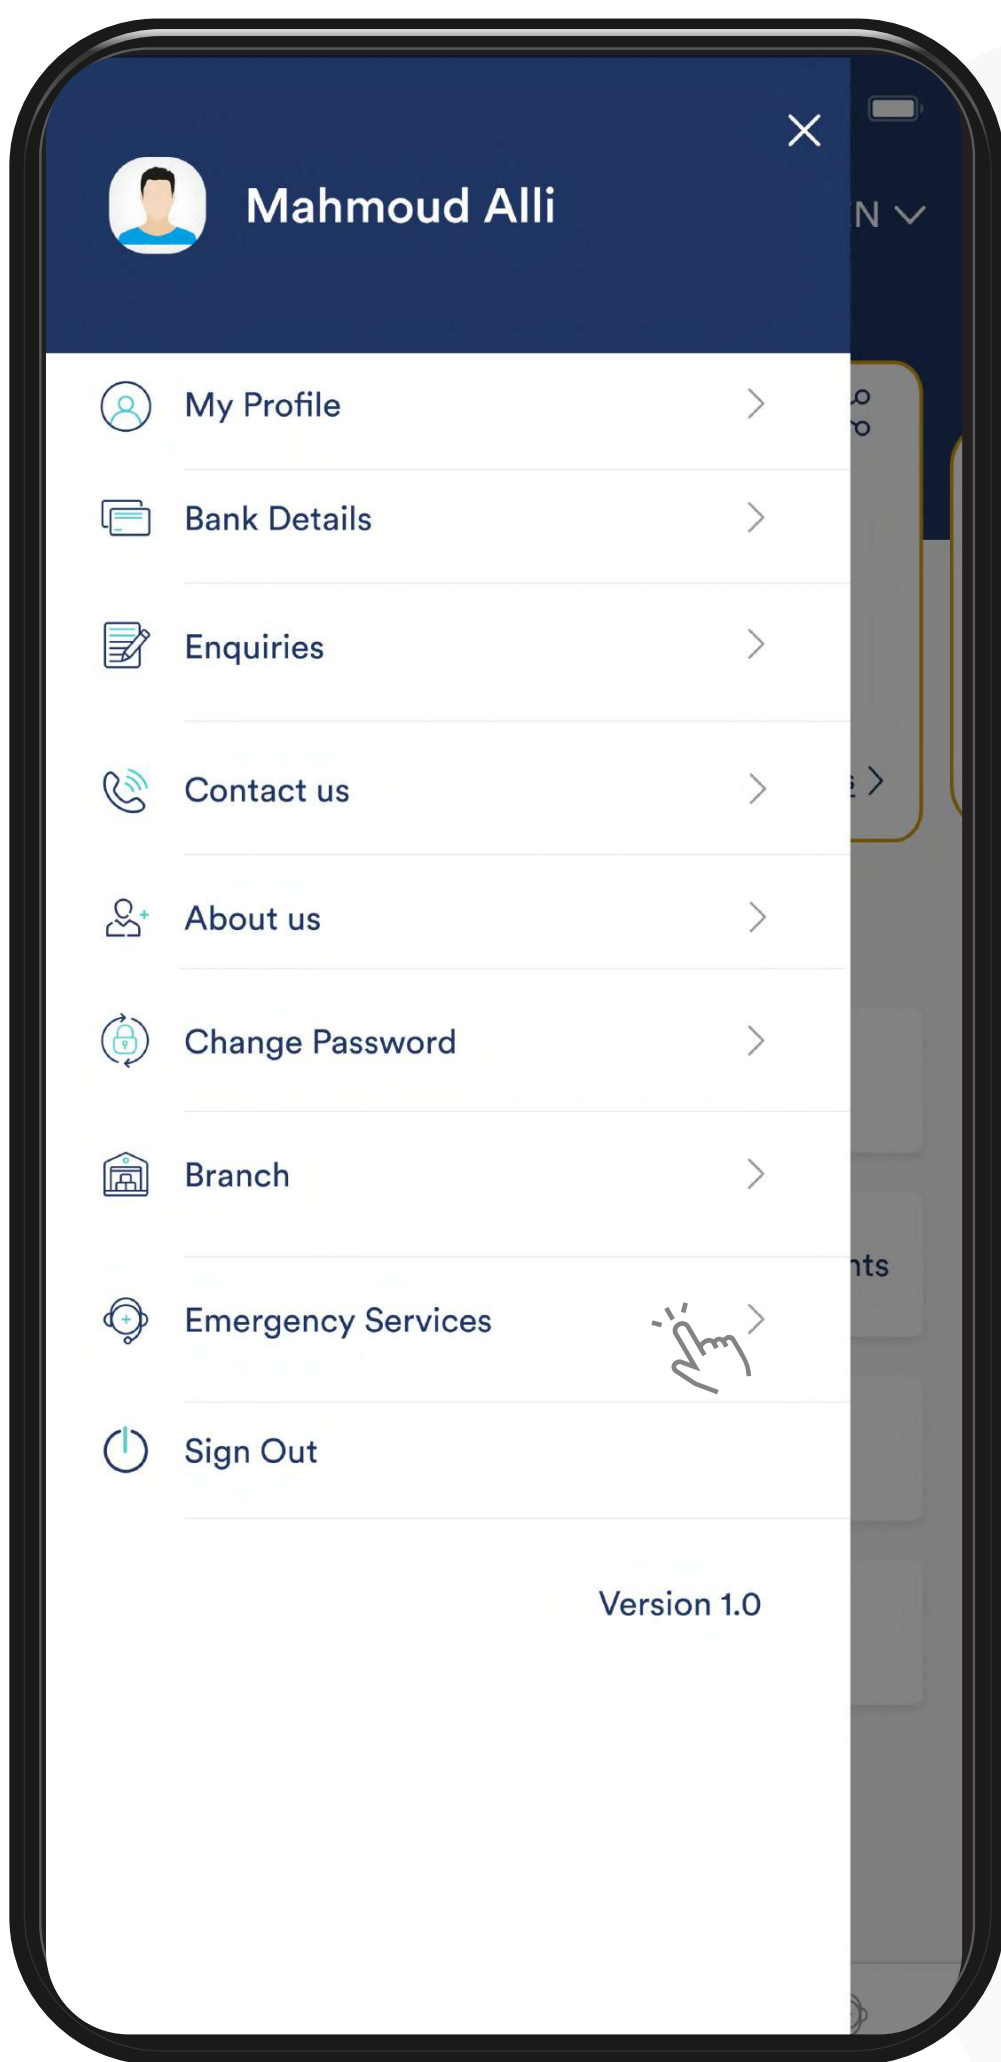 Mahmoud Alli
My Profile
Bank Details
Enquiries
Contact us
About us
Change Password
Branch
Emergency Services
Sign Out
Version 1.0